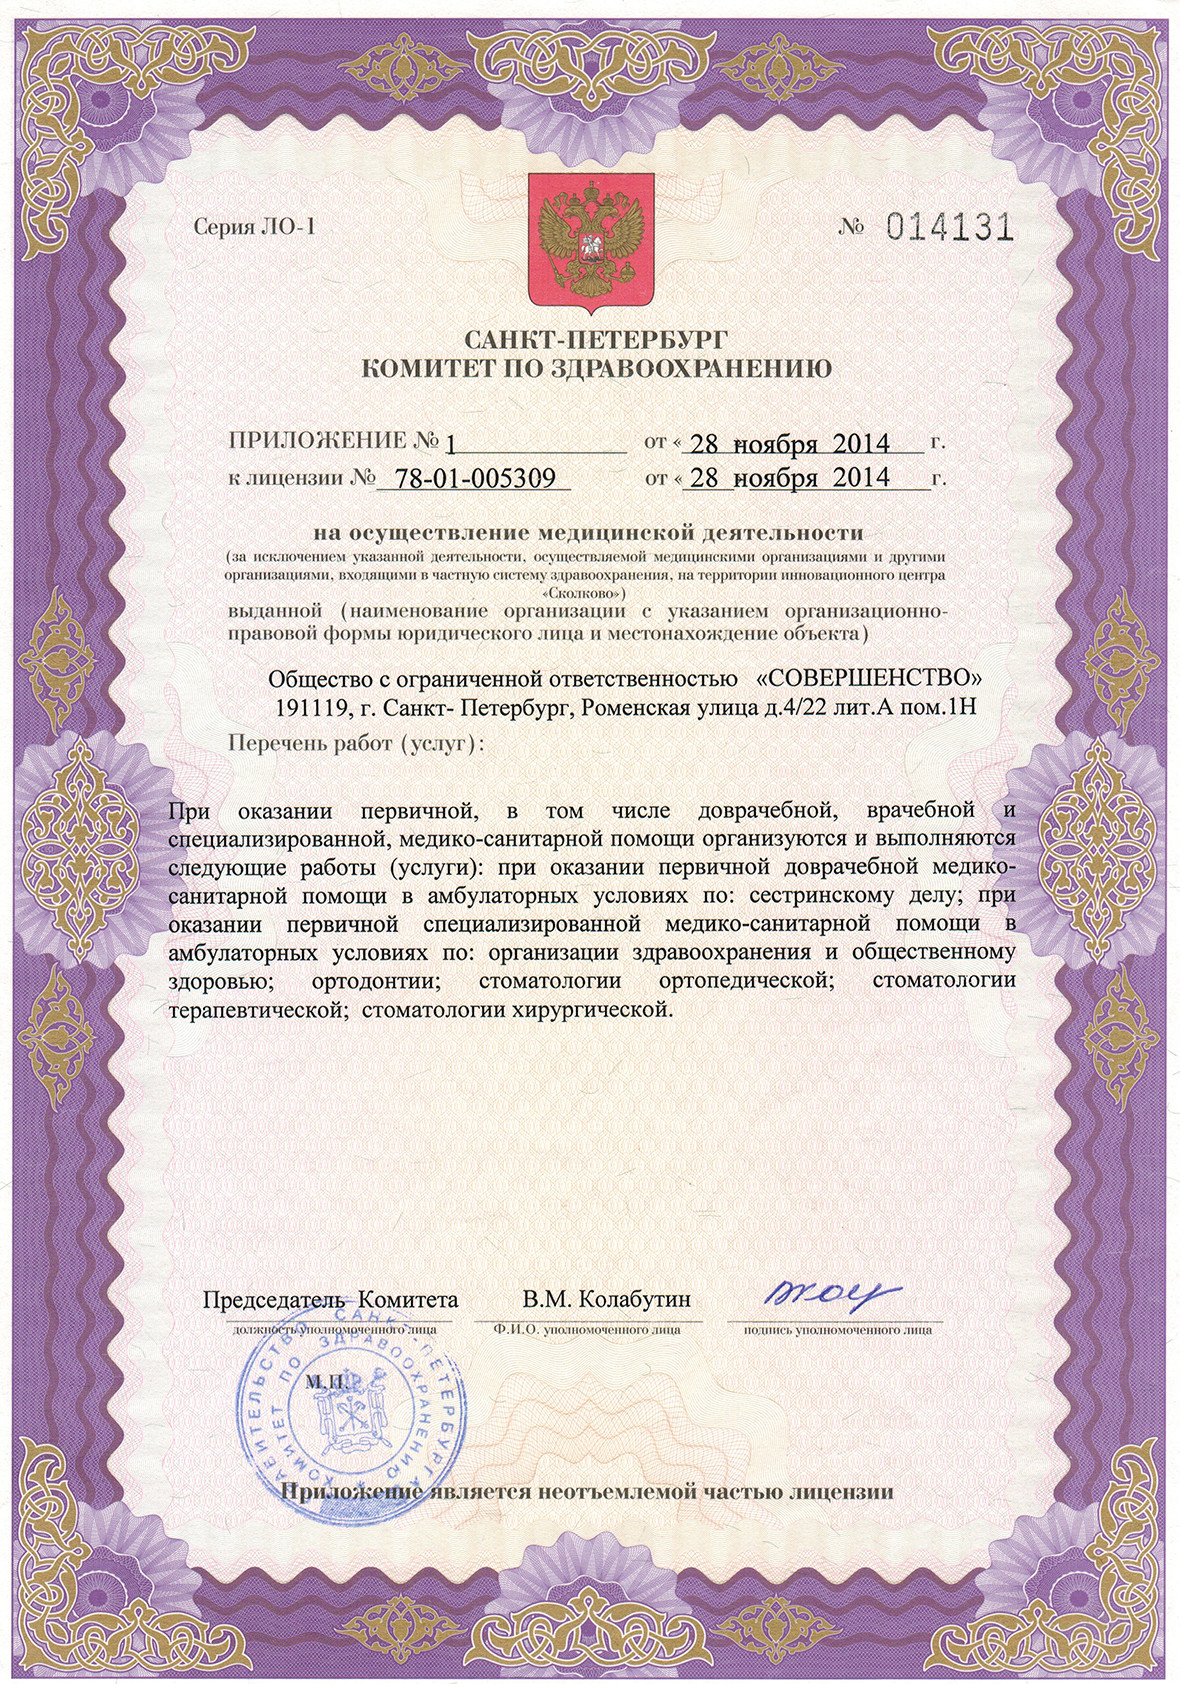 Серия ЛО-1
№ 014131
САНКТ-ПЕТЕРБУРГ
КОМИТЕТ ПО ЗДРАВООХРАНЕНИЮ
ПРИЛОЖЕНИЕ № 1 от « 28 » ноября 2014 г.
к лицензии № 78-01-005309 от « 28 » ноября 2014 г.
на осуществление медицинской деятельности
(за исключением указанной деятельности, осуществляемой медицинскими организациями и другими
организациями, входящими в частную систему здравоохранения, на территории инновационного центра
«Сколково»)
выданной (наименование организации с указанием организационно-
правовой формы юридического лица и местонахождение объекта)
Общество с ограниченной ответственностью «СОВЕРШЕНСТВО»
191119, г. Санкт- Петербург, Роменская улица д.4/22 лит.А пом.1Н
Перечень работ (услуг):
При оказании первичной, в том числе доврачебной, врачебной и
специализированной, медико-санитарной помощи организуются и выполняются
следующие работы (услуги): при оказании первичной доврачебной медико-
санитарной помощи в амбулаторных условиях по: сестринскому делу; при
оказании первичной специализированной медико-санитарной помощи в
амбулаторных условиях по: организации здравоохранения и общественному
здоровью; ортодонтии; стоматологии ортопедической; стоматологии
терапевтической; стоматологии хирургической.
Председатель Комитета В.М. Колабутин
должность уполномоченного лица Ф.И.О. уполномоченного лица подпись уполномоченного лица
М.П.
САНКТ-ПЕТЕРБУРГА
КОМИТЕТ ПО ЗДРАВООХРАНЕНИЮ
Приложение является неотъемлемой частью лицензии